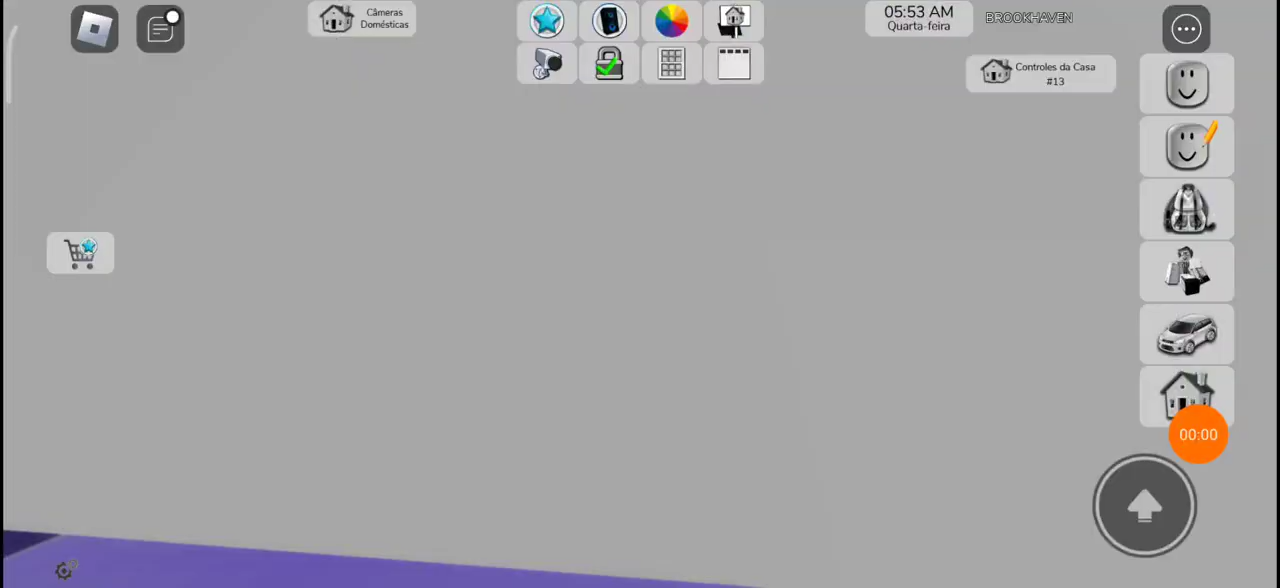 Câmeras
Domésticas
05:53 AM
Quarta-feira
BROOKHAVEN
Controles da Casa
#13
00:00